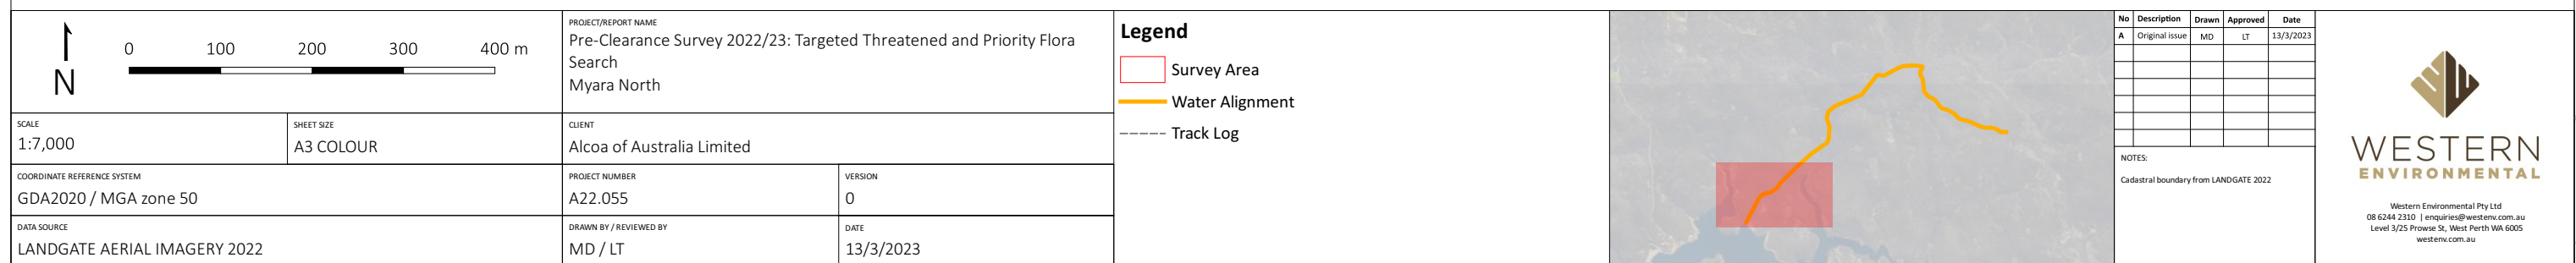 N
0 100 200 300 400 m
SCALE
1:7,000
SHEET SIZE
A3 COLOUR
COORDINATE REFERENCE SYSTEM
GDA2020 / MGA zone 50
DATA SOURCE
LANDGATE AERIAL IMAGERY 2022
PROJECT/REPORT NAME
Pre-Clearance Survey 2022/23: Targeted Threatened and Priority Flora
Search
Myara North
CLIENT
Alcoa of Australia Limited
PROJECT NUMBER
A22.055
VERSION
0
DRAWN BY / REVIEWED BY
MD / LT
DATE
13/3/2023
Legend
Survey Area
Water Alignment
Track Log
No Description Drawn Approved Date
A Original issue MD LT 13/3/2023
NOTES:
Cadastral boundary from LANDGATE 2022
WESTERN
ENVIRONMENTAL
Western Environmental Pty Ltd
08 6244 2310 | enquiries@westenv.com.au
Level 3/25 Prowse St, West Perth WA 6005
westenv.com.au